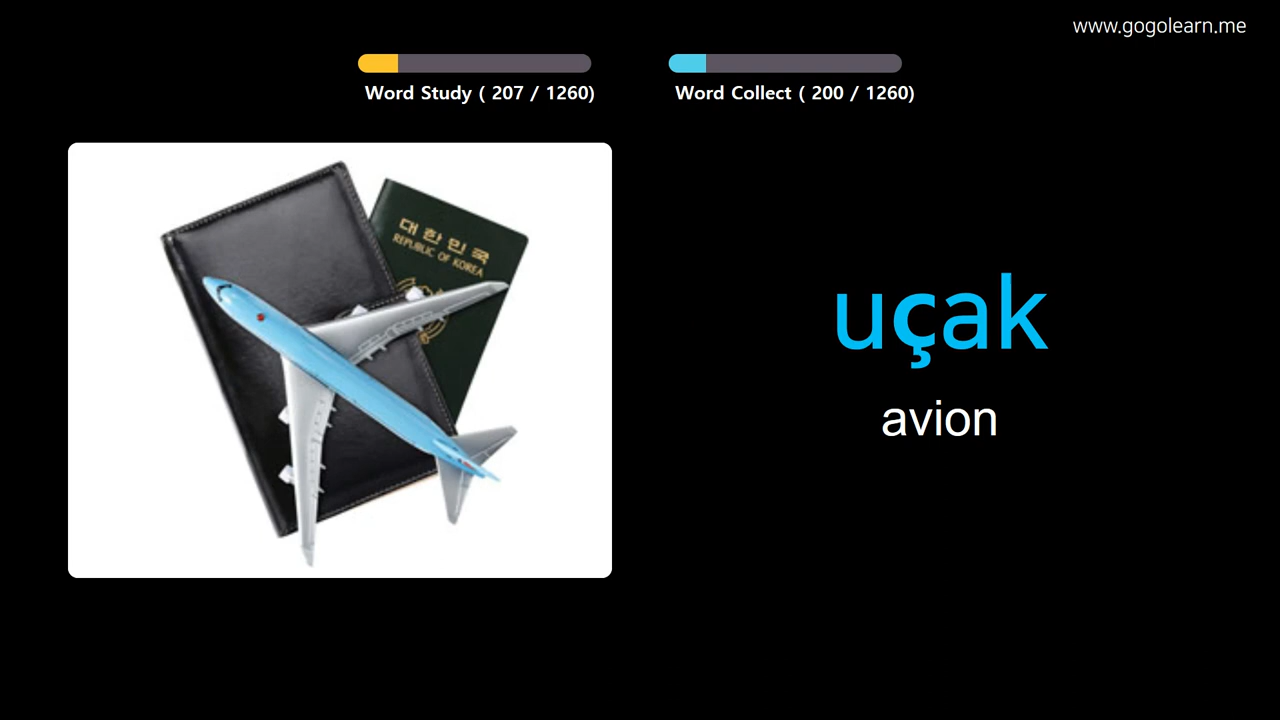 www.gogolearn.me
Word Study ( 207 / 1260)
Word Collect ( 200 / 1260)
대한민국
REPUBLIC OF KOREA
uçak
avion